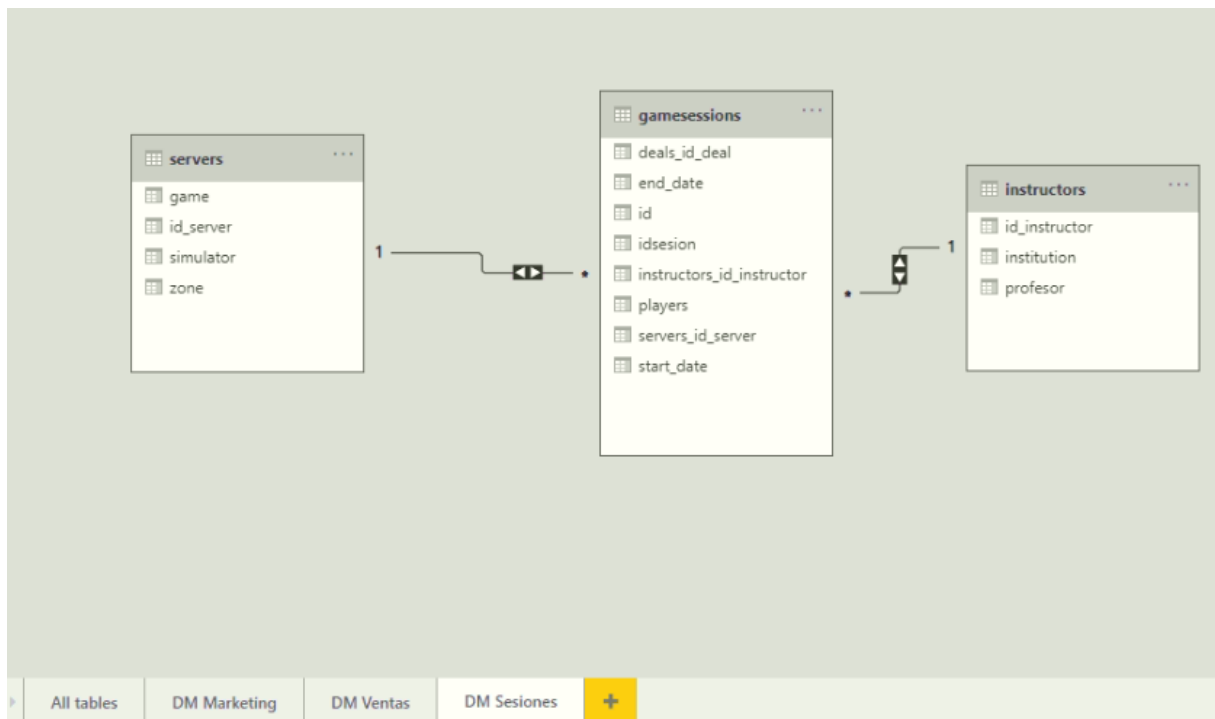 servers
game
id_server
simulator
zone
1
*
gamesessions
deals_id_deal
end_date
id
idsesion
instructors_id_instructor
players
servers_id_server
start_date
*
1
instructors
id_instructor
institution
profesor
All tables
DM Marketing
DM Ventas
DM Sesiones
+